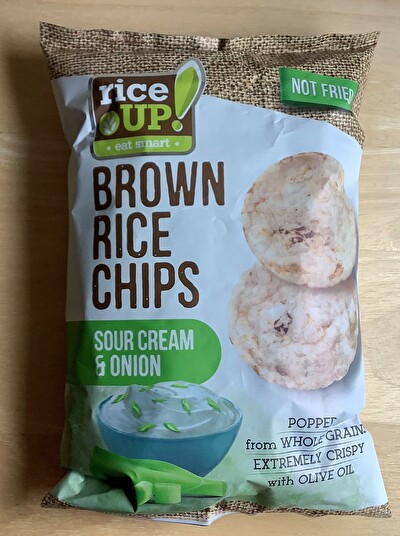 rice
UP!
• eat smart •
NOT FRIED
BROWN
RICE
CHIPS
SOUR CREAM
& ONION
POPPED
from WHOLE GRAIN,
EXTREMELY CRISPY
with OLIVE OIL